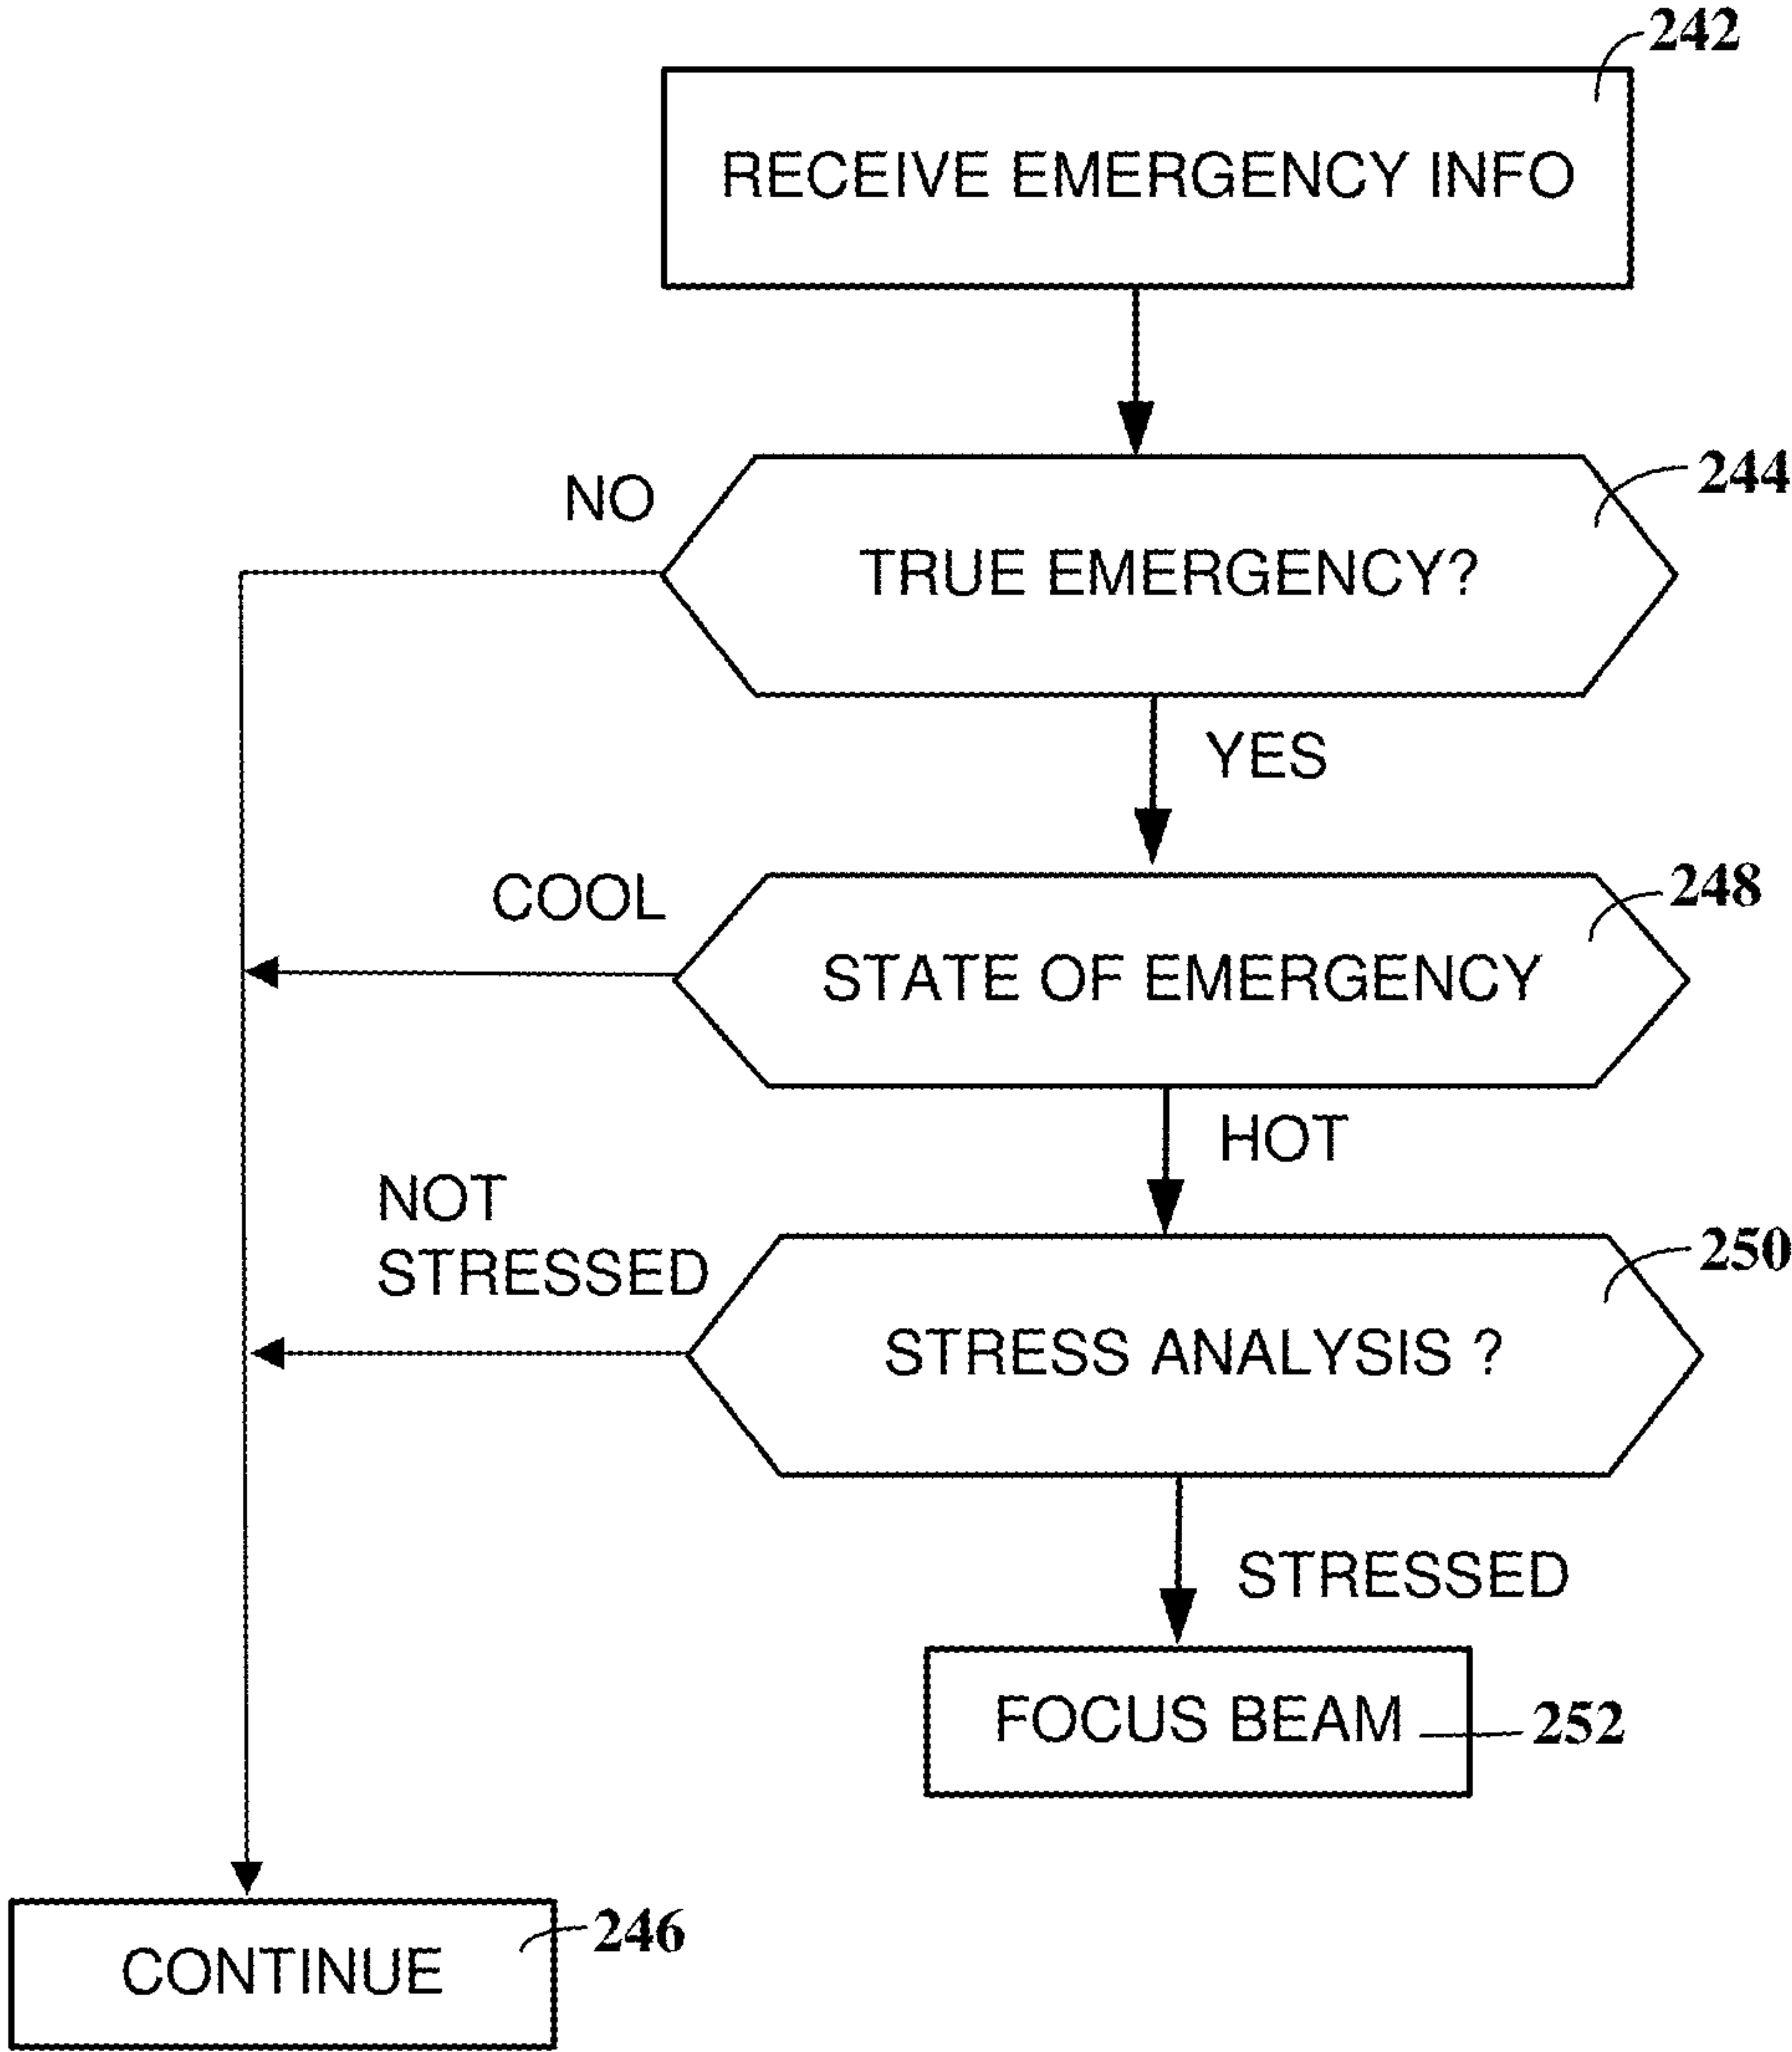 242
RECEIVE EMERGENCY INFO
244
NO
TRUE EMERGENCY?
YES
248
COOL
STATE OF EMERGENCY
HOT
NOT
STRESSED
250
STRESS ANALYSIS ?
STRESSED
FOCUS BEAM
252
246
CONTINUE